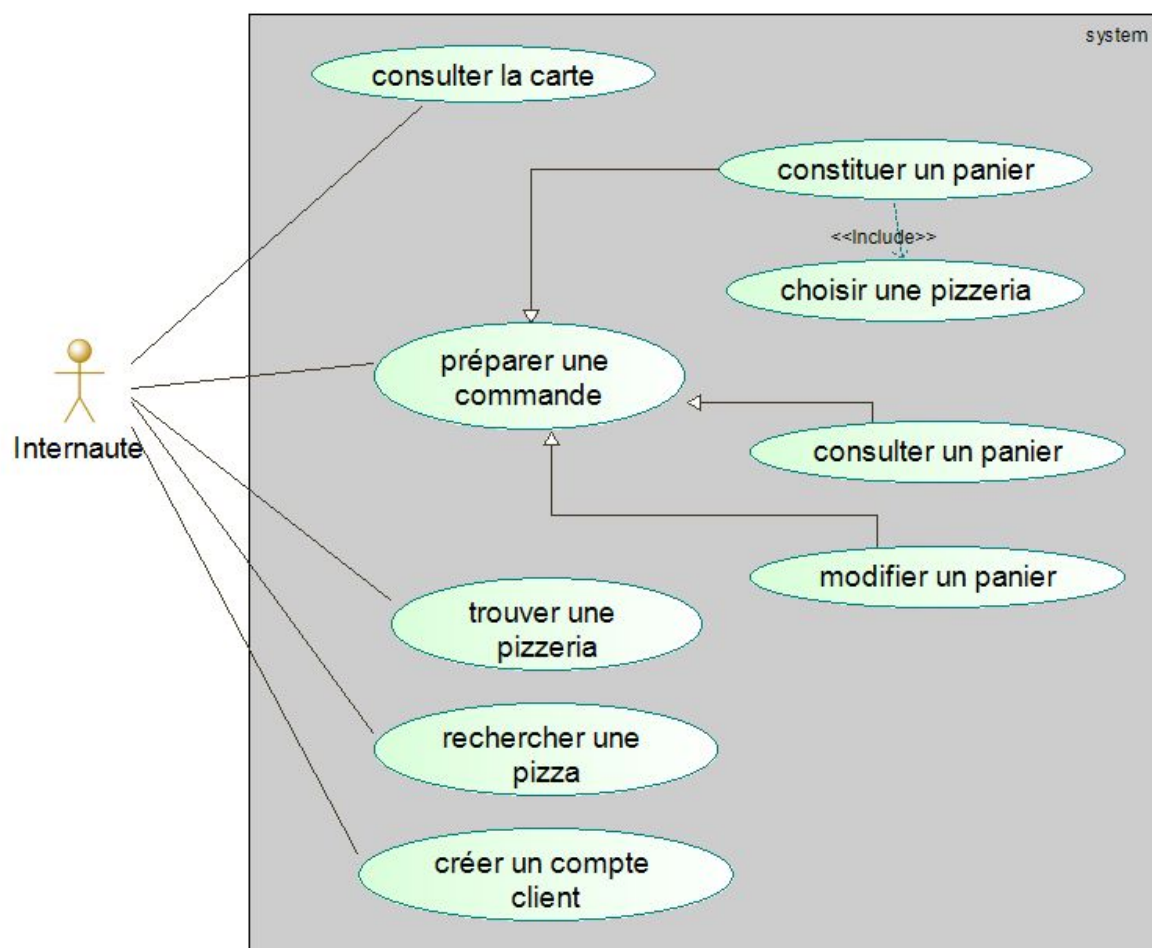 system
consulter la carte
constituer un panier
<<Include>>
choisir une pizzeria
préparer une
commande
Internaute
consulter un panier
modifier un panier
trouver une
pizzeria
rechercher une
pizza
créer un compte
client